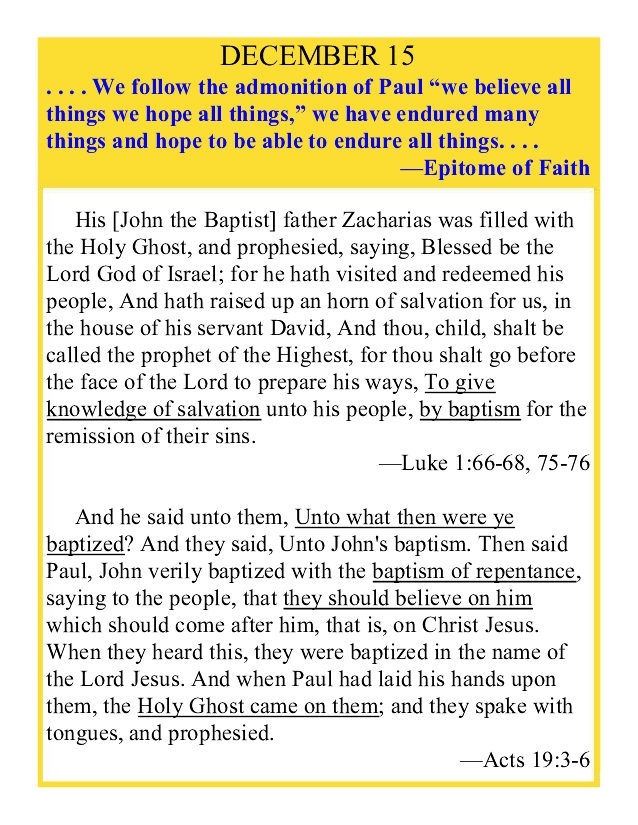 DECEMBER 15
. . . . We follow the admonition of Paul “we believe all
things we hope all things,” we have endured many
things and hope to be able to endure all things. . . .
—Epitome of Faith
His [John the Baptist] father Zacharias was filled with
the Holy Ghost, and prophesied, saying, Blessed be the
Lord God of Israel; for he hath visited and redeemed his
people, And hath raised up an horn of salvation for us, in
the house of his servant David, And thou, child, shalt be
called the prophet of the Highest, for thou shalt go before
the face of the Lord to prepare his ways, To give
knowledge of salvation unto his people, by baptism for the
remission of their sins.
—Luke 1:66-68, 75-76
And he said unto them, Unto what then were ye
baptized? And they said, Unto John's baptism. Then said
Paul, John verily baptized with the baptism of repentance,
saying to the people, that they should believe on him
which should come after him, that is, on Christ Jesus.
When they heard this, they were baptized in the name of
the Lord Jesus. And when Paul had laid his hands upon
them, the Holy Ghost came on them; and they spake with
tongues, and prophesied.
—Acts 19:3-6